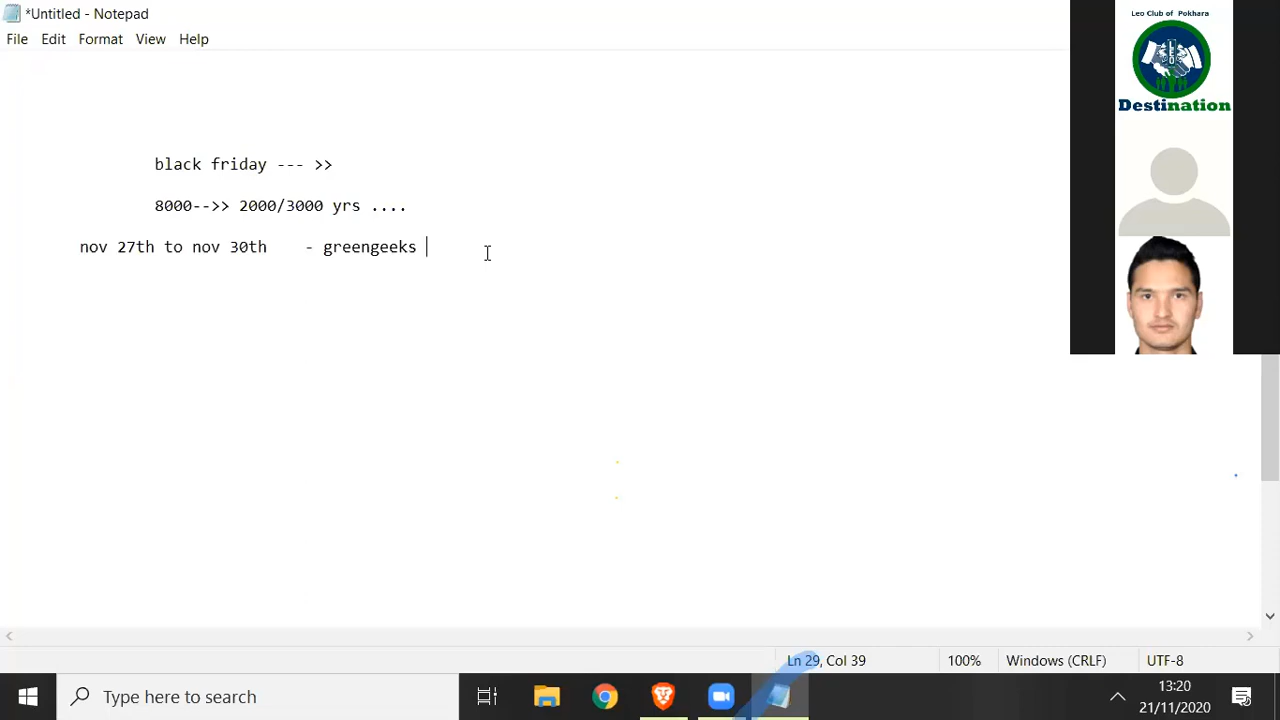 *Untitled - Notepad
File Edit Format View Help
Leo Club of Pokhara
LEO
Destination
black friday --- >>
8000-->> 2000/3000 yrs ....
nov 27th to nov 30th    - greengeeks
Ln 29, Col 39 100% Windows (CRLF) UTF-8
Type here to search
13:20
21/11/2020